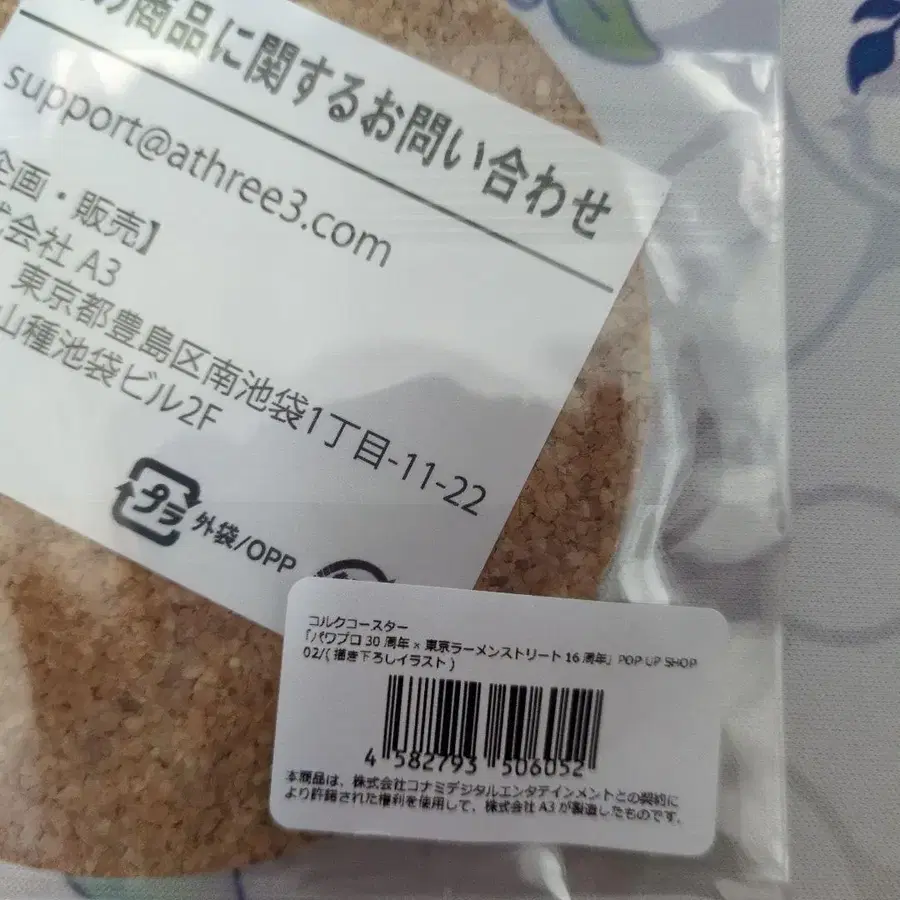 商品に関するお問い合わせ
support@athree3.com
企画・販売】
式会社 A3
東京都豊島区南池袋1丁目-11-22
山種池袋ビル2F
プラ
外袋/OPP
コルクコースター
「パワプロ 30 周年 × 東京ラーメンストリート 16 周年」 POP UP SHOP
02/( 描き下ろしイラスト )
4 582793 506052
本商品は、株式会社コナミデジタルエンタテインメントとの契約に
より許諾された権利を使用して、株式会社 A3 が製造したものです。